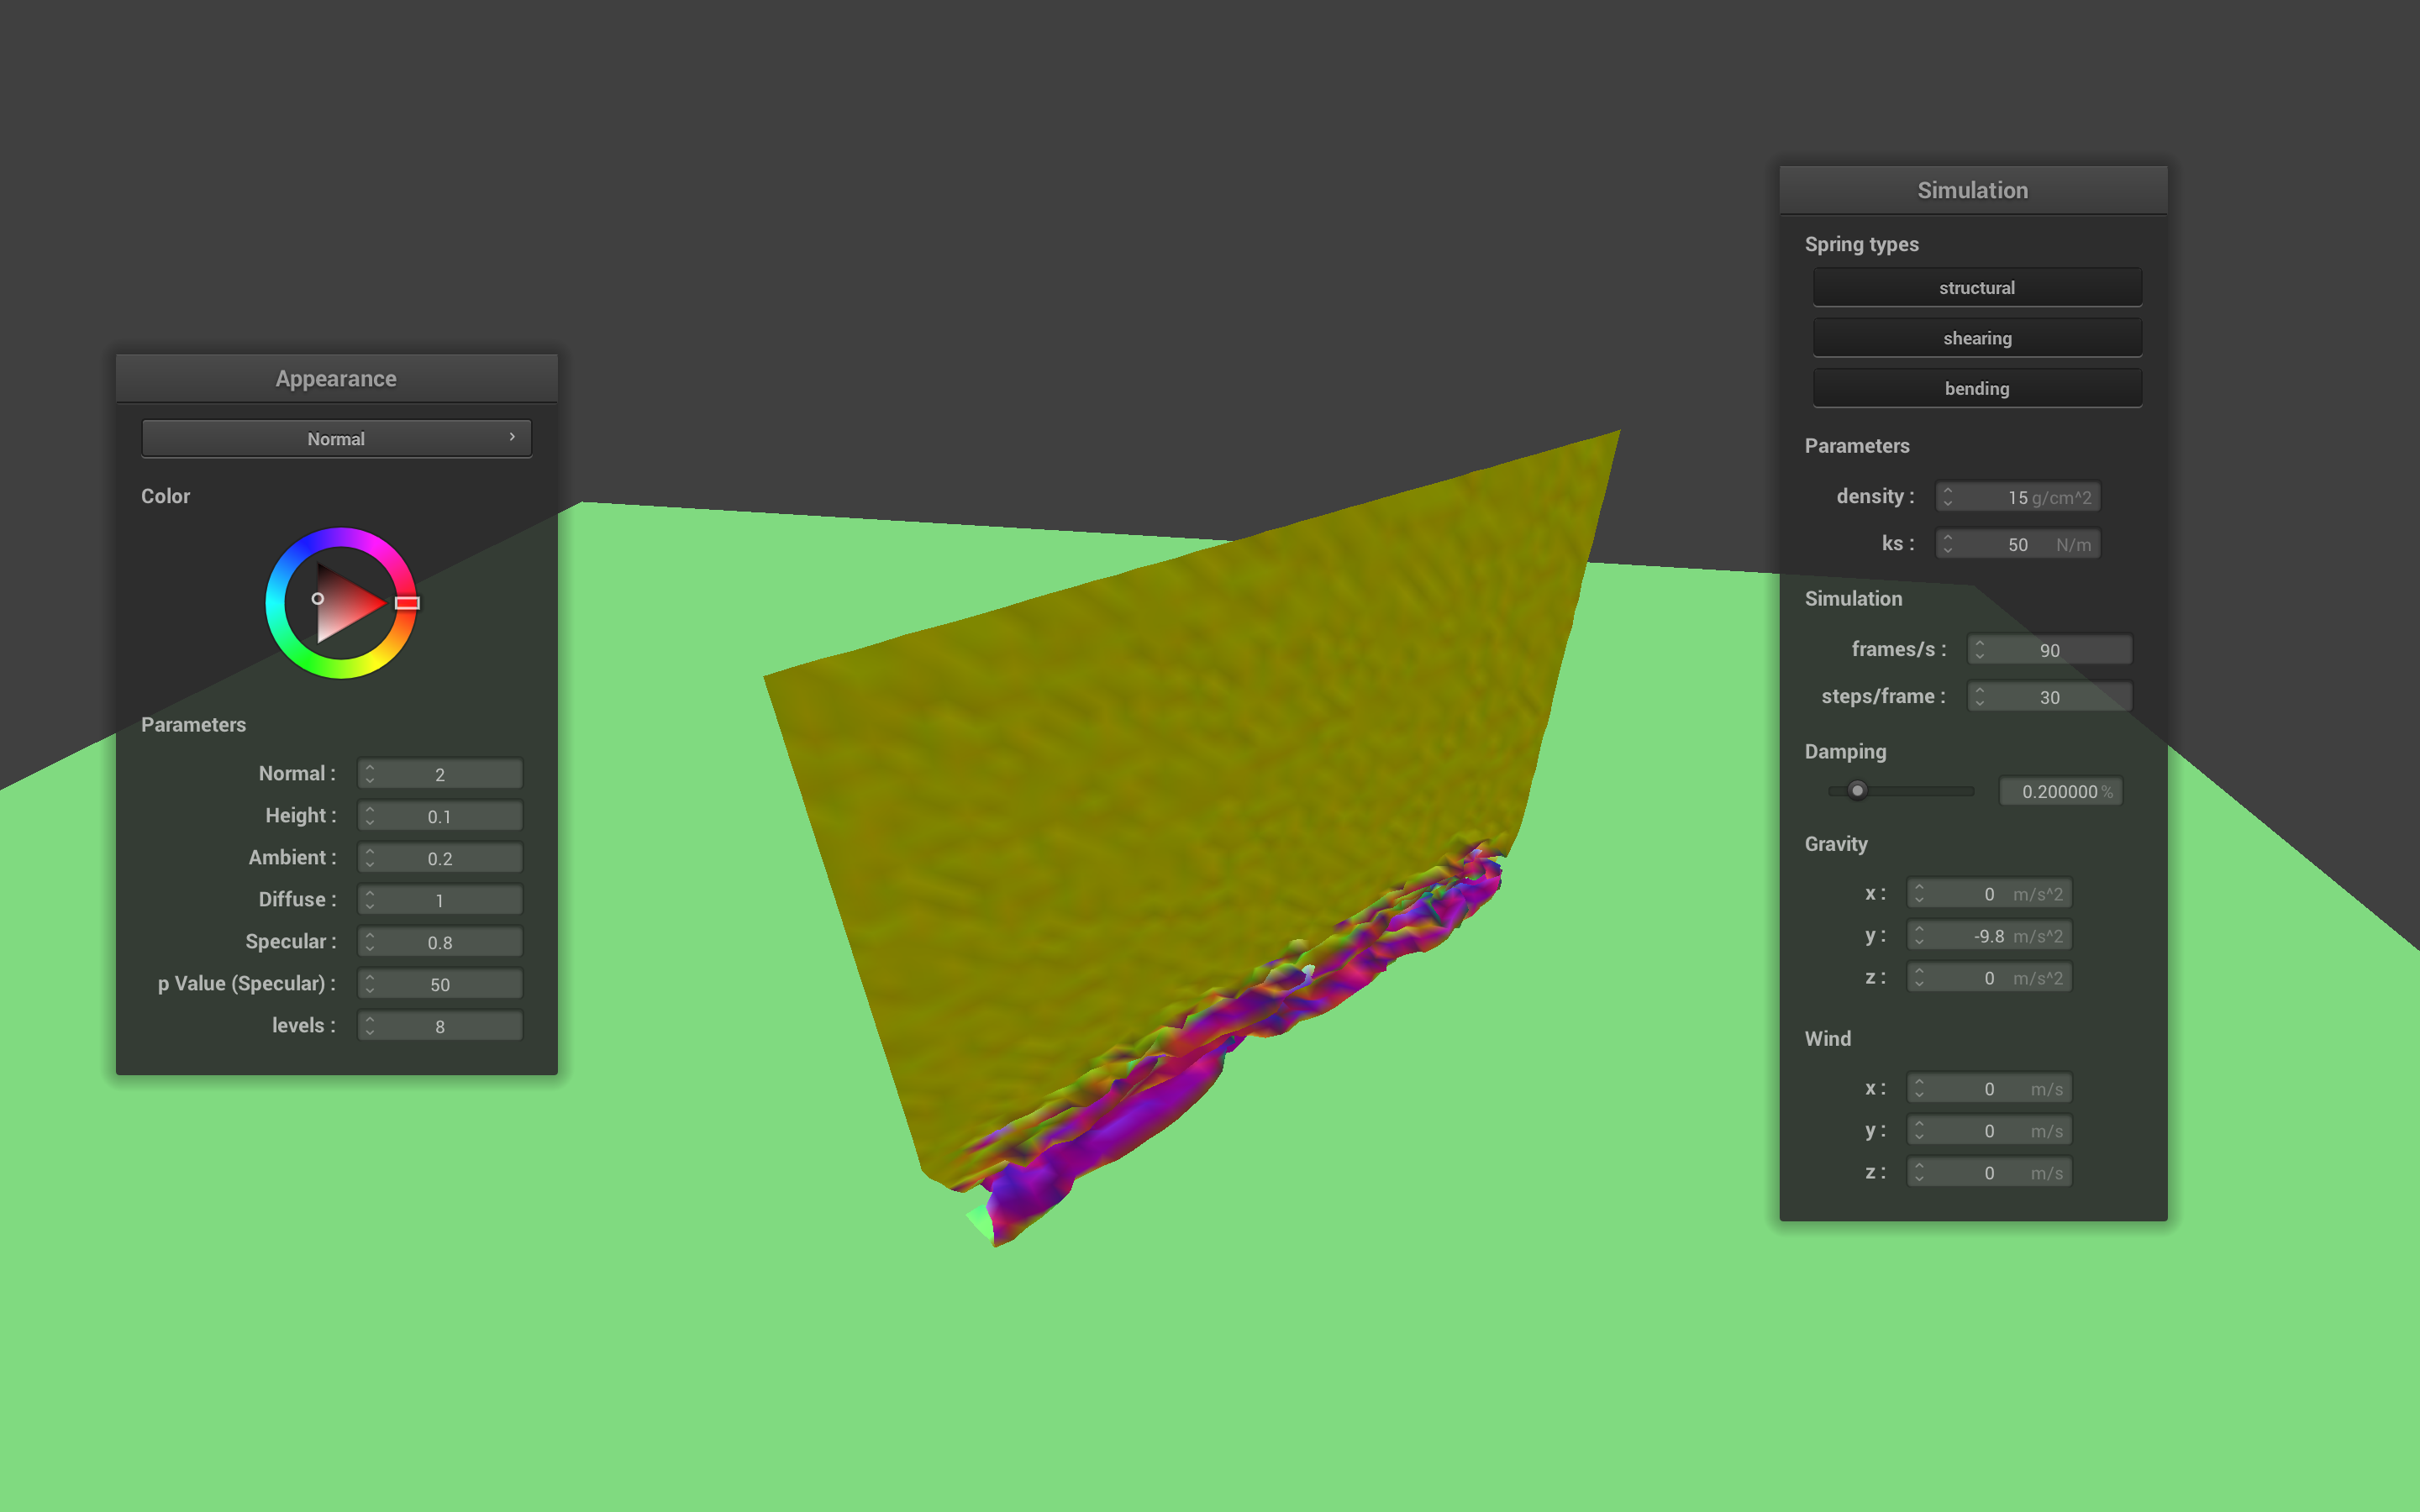 Appearance
Normal
Color
Parameters
Normal : 2
Height : 0.1
Ambient : 0.2
Diffuse : 1
Specular : 0.8
p Value (Specular) : 50
levels : 8
Simulation
Spring types
structural
shearing
bending
Parameters
density : 15 g/cm^2
ks : 50 N/m
Simulation
frames/s : 90
steps/frame : 30
Damping
0.200000 %
Gravity
x : 0 m/s^2
y : -9.8 m/s^2
z : 0 m/s^2
Wind
x : 0 m/s
y : 0 m/s
z : 0 m/s